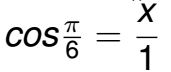 cos π/6 = x/1